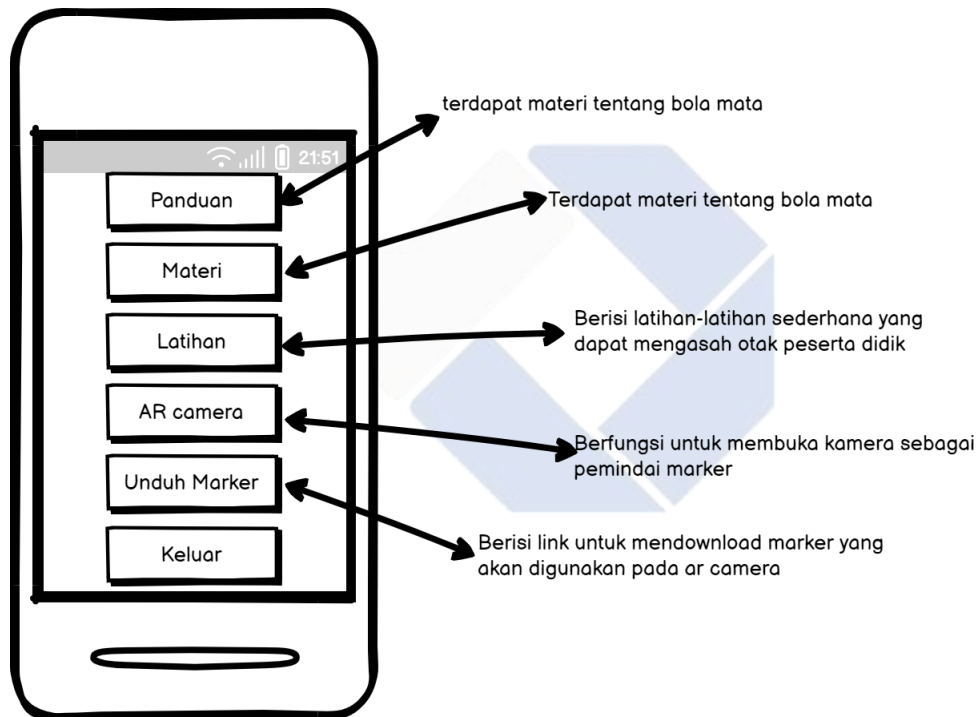 21:51
Panduan
Materi
Latihan
AR camera
Unduh Marker
Keluar
terdapat materi tentang bola mata
Terdapat materi tentang bola mata
Berisi latihan-latihan sederhana yang
dapat mengasah otak peserta didik
Berfungsi untuk membuka kamera sebagai
pemindai marker
Berisi link untuk mendownload marker yang
akan digunakan pada ar camera